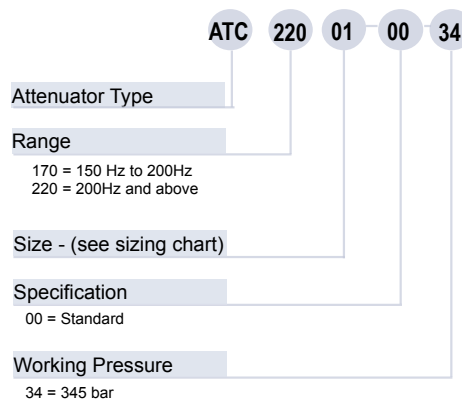 ATC 220 01 00 34
Attenuator Type
Range
170 = 150 Hz to 200Hz
220 = 200Hz and above
Size - (see sizing chart)
Specification
00 = Standard
Working Pressure
34 = 345 bar